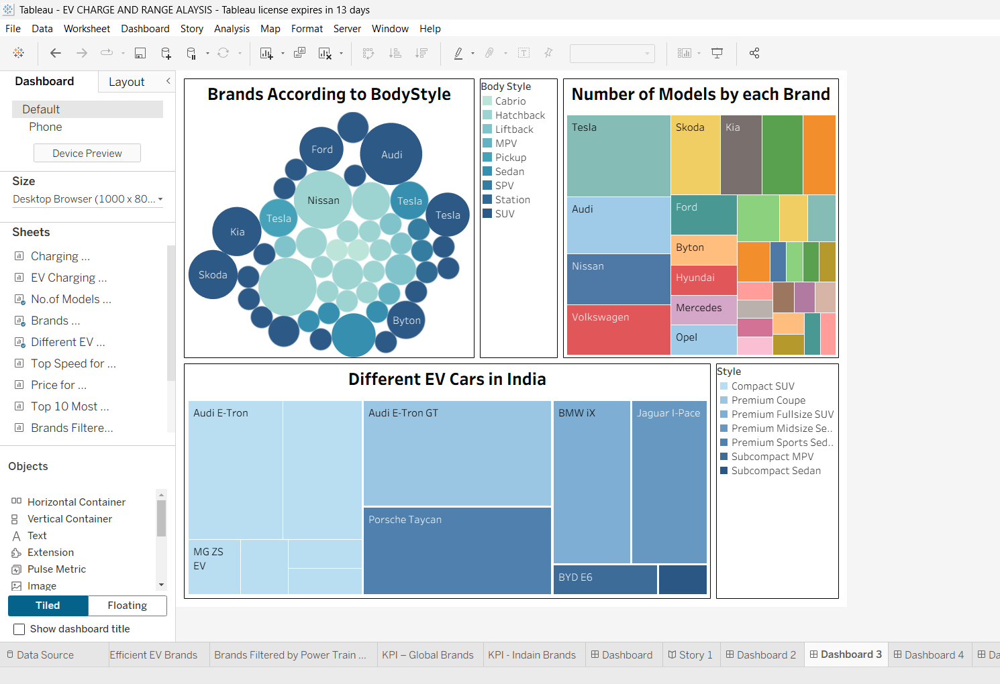 Tableau - EV CHARGE AND RANGE ALAYSIS - Tableau license expires in 13 days
File Data Worksheet Dashboard Story Analysis Map Format Server Window Help
Dashboard Layout
Default
Phone
Device Preview
Size
Desktop Browser (1000 x 80...
Sheets
Charging ...
EV Charging ...
No.of Models ...
Brands ...
Different EV ...
Top Speed for ...
Price for ...
Top 10 Most ...
Brands Filtere...
Objects
Horizontal Container
Vertical Container
Text
Extension
Pulse Metric
Image
Tiled Floating
Show dashboard title
Brands According to BodyStyle
Ford
Audi
Nissan
Tesla
Tesla
Tesla
Kia
Skoda
Byton
Body Style
Cabrio
Hatchback
Liftback
MPV
Pickup
Sedan
SPV
Station
SUV
Number of Models by each Brand
Tesla
Skoda
Kia
Audi
Ford
Byton
Nissan
Hyundai
Mercedes
Volkswagen
Opel
Different EV Cars in India
Audi E-Tron
Audi E-Tron GT
BMW iX
Jaguar I-Pace
Porsche Taycan
MG ZS
EV
BYD E6
Style
Compact SUV
Premium Coupe
Premium Fullsize SUV
Premium Midsize Se..
Premium Sports Sed..
Subcompact MPV
Subcompact Sedan
Data Source Efficient EV Brands Brands Filtered by Power Train ... KPI – Global Brands KPI - Indain Brands Dashboard Story 1 Dashboard 2 Dashboard 3 Dashboard 4 Da